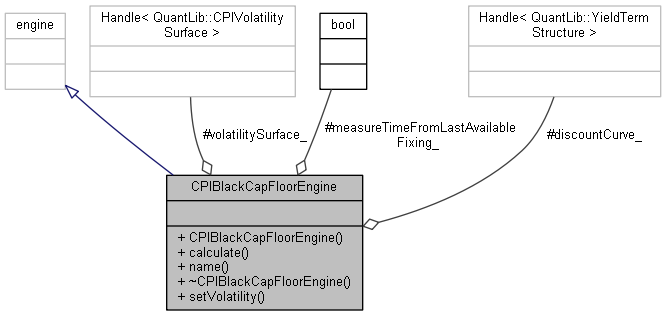 engine
Handle< QuantLib::CPIVolatility
Surface >
bool
Handle< QuantLib::YieldTerm
Structure >
#volatilitySurface_
#measureTimeFromLastAvailable
Fixing_
#discountCurve_
CPIBlackCapFloorEngine
+ CPIBlackCapFloorEngine()
+ calculate()
+ name()
+ ~CPIBlackCapFloorEngine()
+ setVolatility()